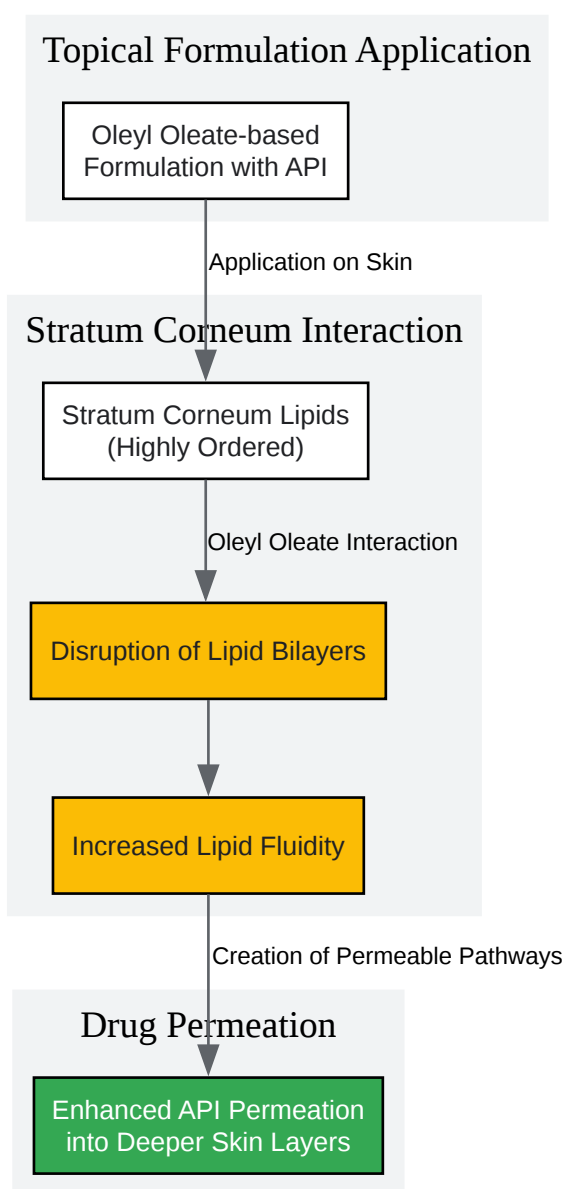 Topical Formulation Application
Oleyl Oleate-based
Formulation with API
Application on Skin
Stratum Corneum Interaction
Stratum Corneum Lipids
(Highly Ordered)
Oleyl Oleate Interaction
Disruption of Lipid Bilayers
Increased Lipid Fluidity
Creation of Permeable Pathways
Drug Permeation
Enhanced API Permeation
into Deeper Skin Layers